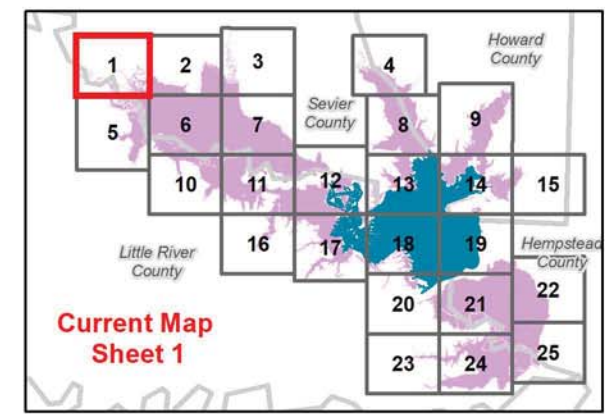 Howard
County
1
2
3
4
Sevier
County
5
6
7
8
9
10
11
12
13
14
15
Little River
County
16
17
18
19
Hempstead
County
Current Map
Sheet 1
20
21
22
23
24
25